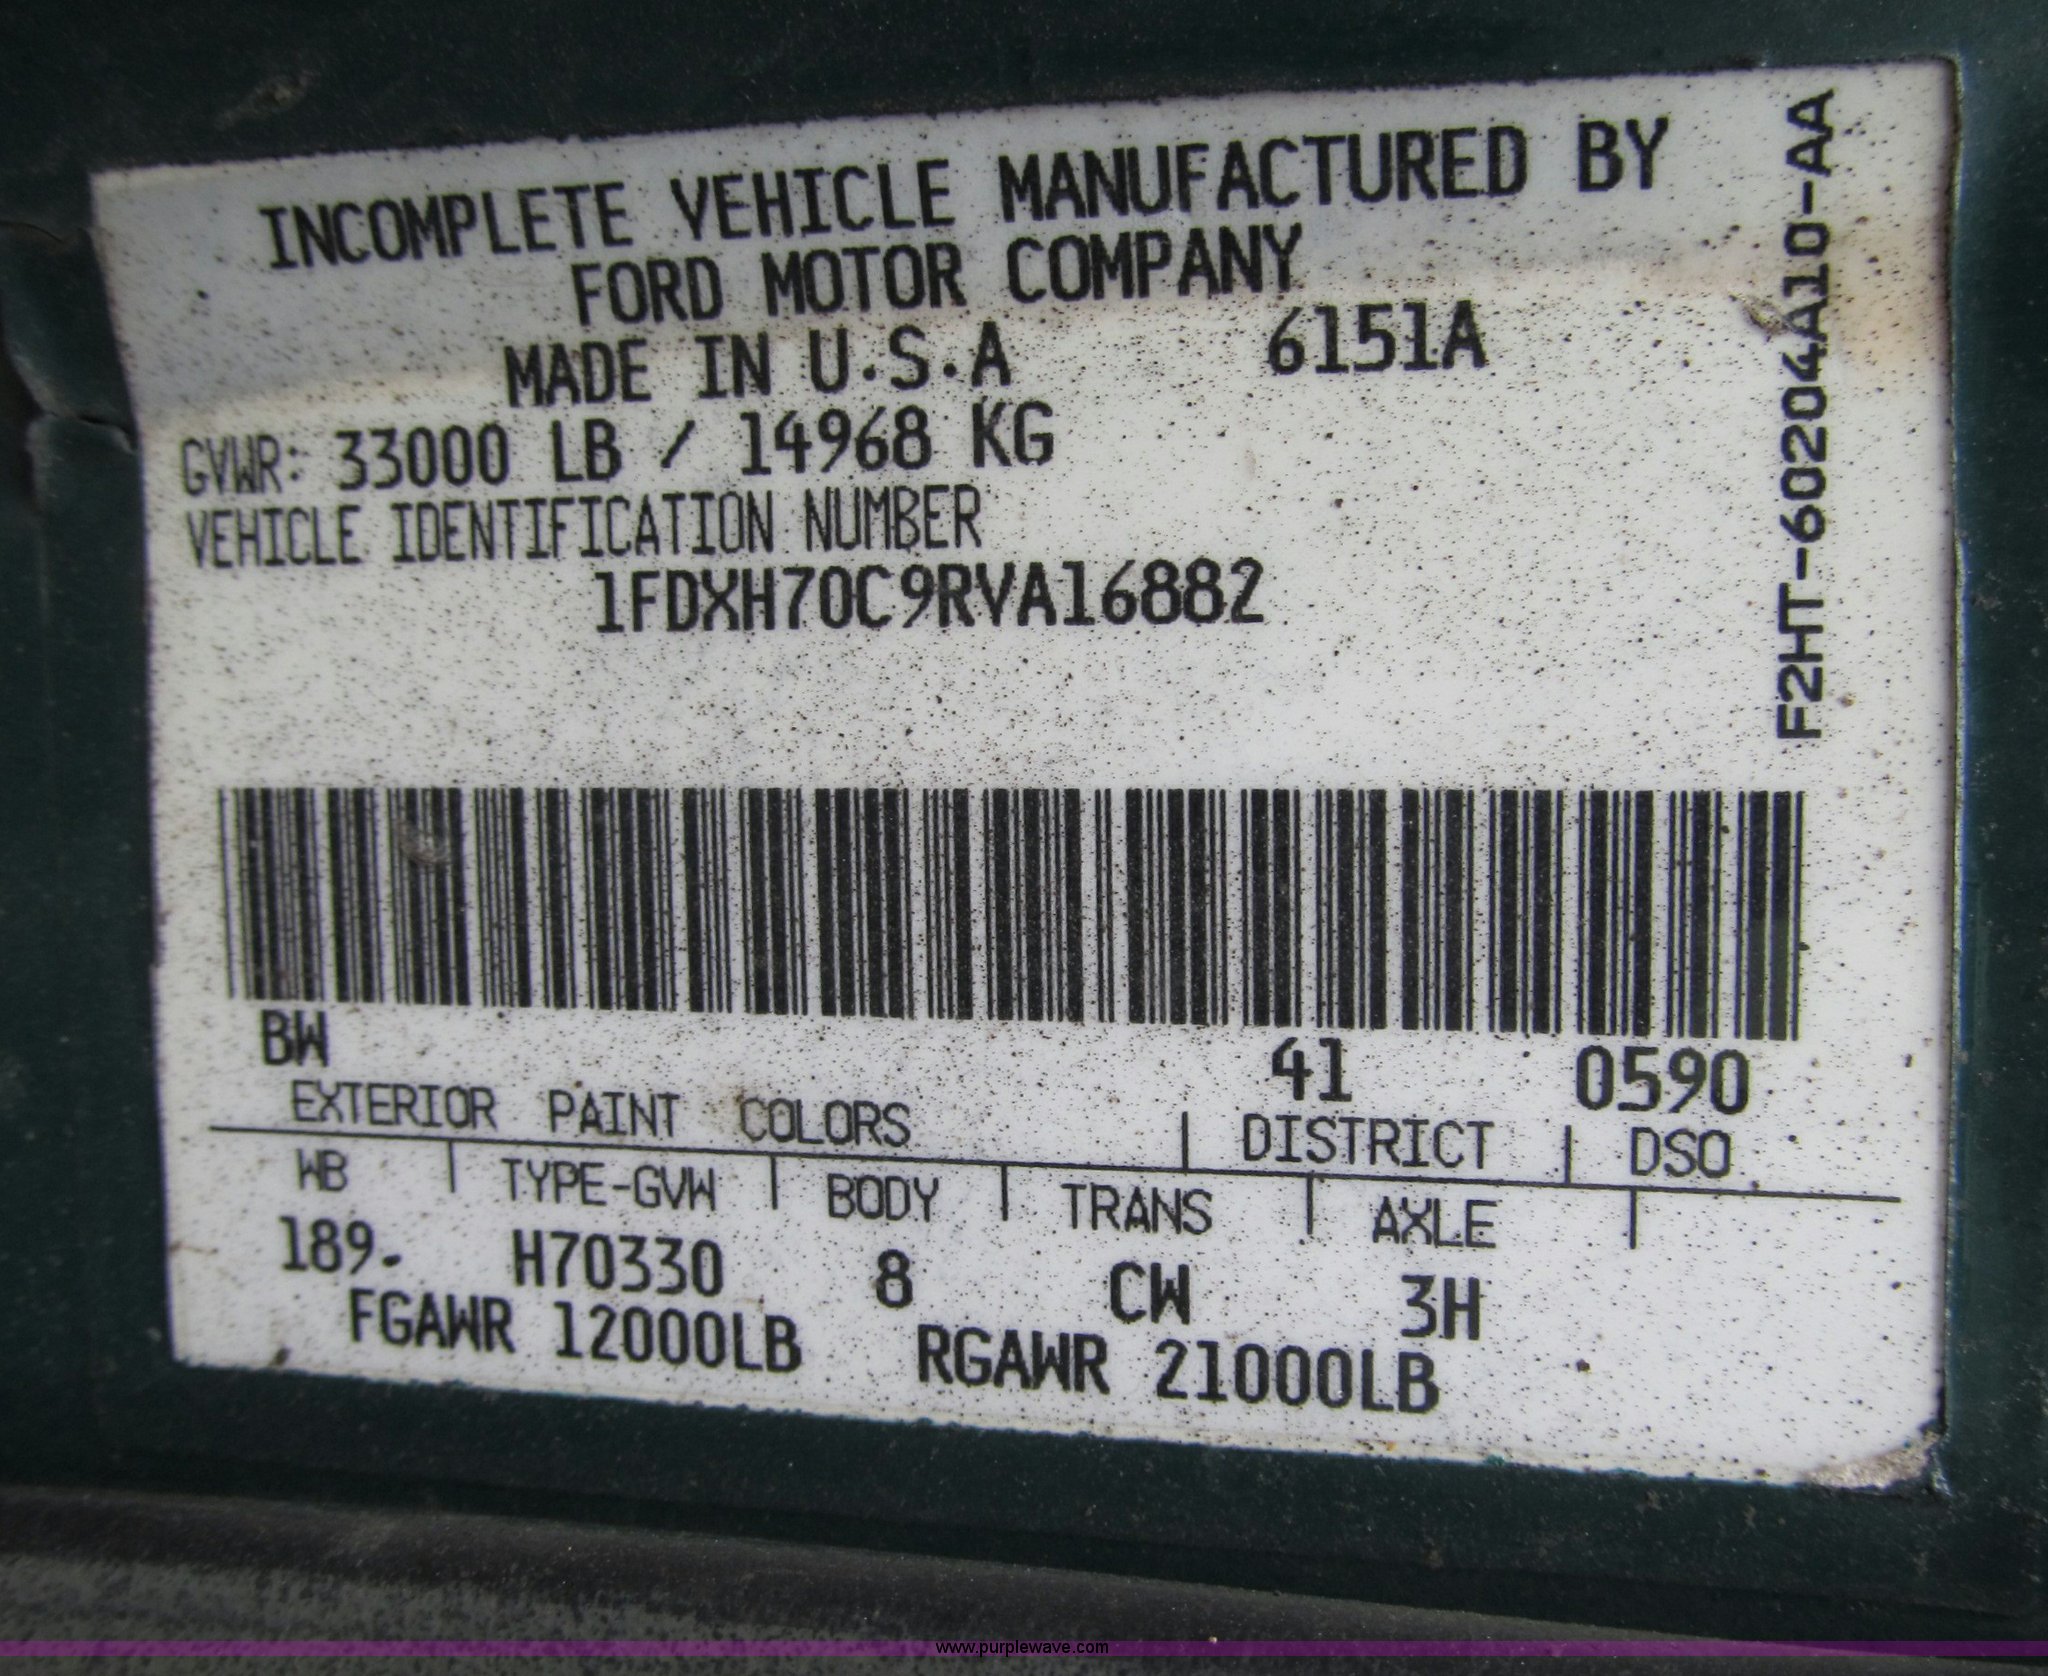 INCOMPLETE VEHICLE MANUFACTURED BY
FORD MOTOR COMPANY
MADE IN U.S.A 6151A
GVWR: 33000 LB / 14968 KG
VEHICLE IDENTIFICATION NUMBER
1FDXH70C9RVA16882
F2HT-60204A10-AA
BW 41 0590
EXTERIOR PAINT COLORS | DISTRICT | DSO
WB | TYPE-GVW | BODY | TRANS | AXLE |
189. H70330 8 CW 3H
FGAWR 12000LB RGAWR 21000LB
www.purplewave.com